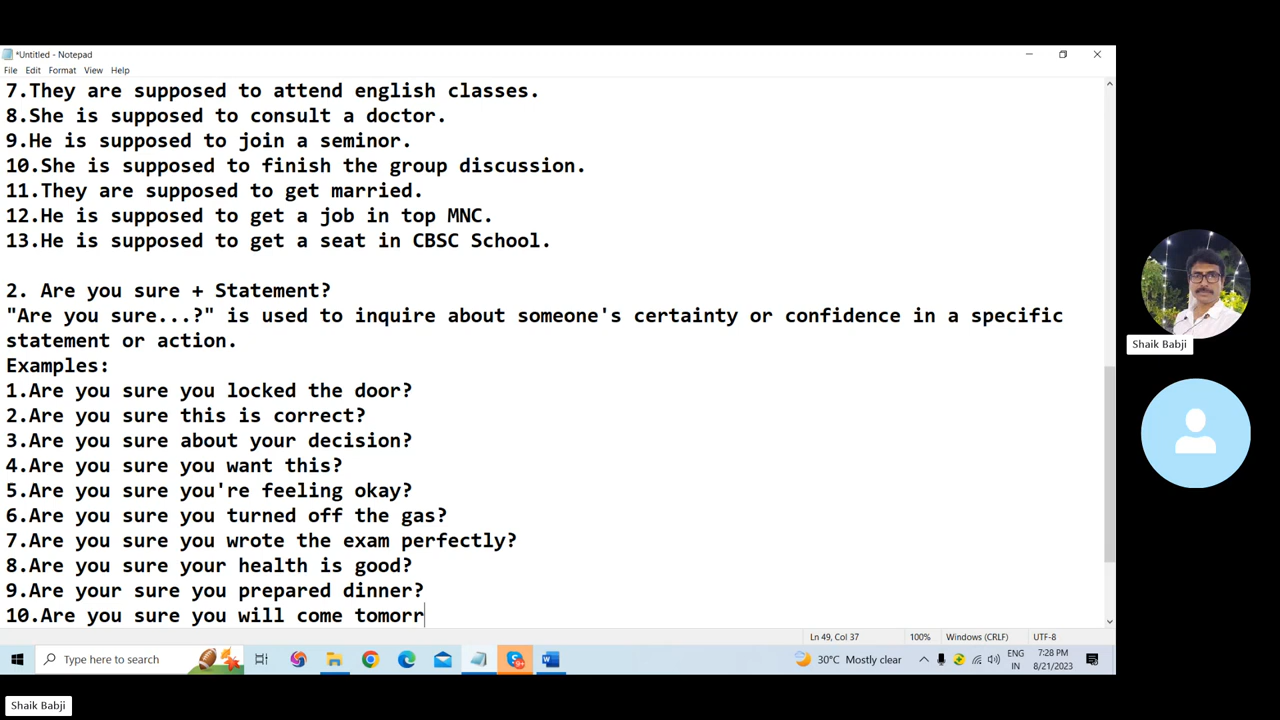 *Untitled - Notepad
File Edit Format View Help
7.They are supposed to attend english classes.
8.She is supposed to consult a doctor.
9.He is supposed to join a seminor.
10.She is supposed to finish the group discussion.
11.They are supposed to get married.
12.He is supposed to get a job in top MNC.
13.He is supposed to get a seat in CBSC School.
2. Are you sure + Statement?
"Are you sure...?" is used to inquire about someone's certainty or confidence in a specific
statement or action.
Examples:
1.Are you sure you locked the door?
2.Are you sure this is correct?
3.Are you sure about your decision?
4.Are you sure you want this?
5.Are you sure you're feeling okay?
6.Are you sure you turned off the gas?
7.Are you sure you wrote the exam perfectly?
8.Are you sure your health is good?
9.Are your sure you prepared dinner?
10.Are you sure you will come tomorr
Shaik Babji
Ln 49, Col 37 100% Windows (CRLF) UTF-8
Type here to search 30°C Mostly clear ENG IN 7:28 PM 8/21/2023
Shaik Babji